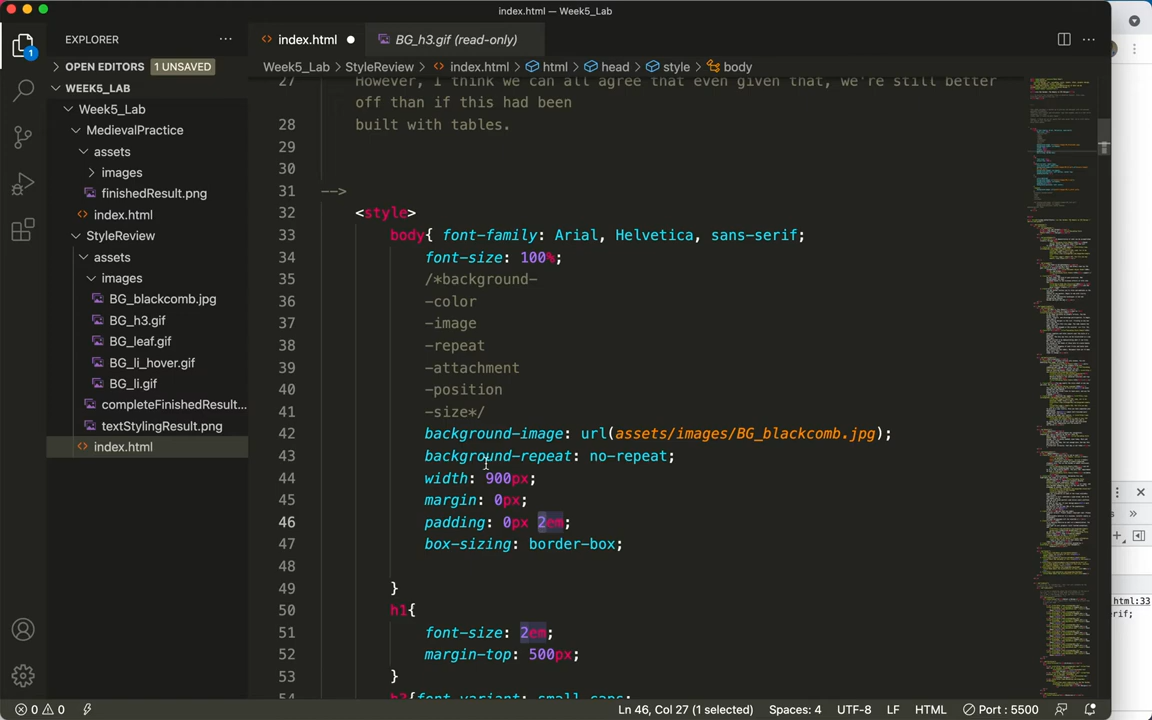 index.html — Week5_Lab
EXPLORER
index.html
BG_h3.gif (read-only)
OPEN EDITORS 1 UNSAVED
Week5_Lab > StyleReview > index.html > html > head > style > body
WEEK5_LAB
Week5_Lab
MedievalPractice
assets
images
finishedResult.png
index.html
StyleReview
assets
images
BG_blackcomb.jpg
BG_h3.gif
BG_leaf.gif
BG_li_hover.gif
BG_li.gif
completeFinishedResult...
textStylingResult.png
index.html
27 However, I think we can all agree that even given that, we're still better
off than if this had been
28 built with tables.
29
30
31 -->
32 <style>
33 body{ font-family: Arial, Helvetica, sans-serif;
34 font-size: 100%;
35 /*background-
36 -color
37 -image
38 -repeat
39 -attachment
40 -position
41 -size*/
42 background-image: url(assets/images/BG_blackcomb.jpg);
43 background-repeat: no-repeat;
44 width: 900px;
45 margin: 0px;
46 padding: 0px 2em;
47 box-sizing: border-box;
48
49 }
50 h1{
51 font-size: 2em;
52 margin-top: 500px;
53 }
html:33
1
0 0
Ln 46, Col 27 (1 selected) Spaces: 4 UTF-8 LF HTML Port : 5500